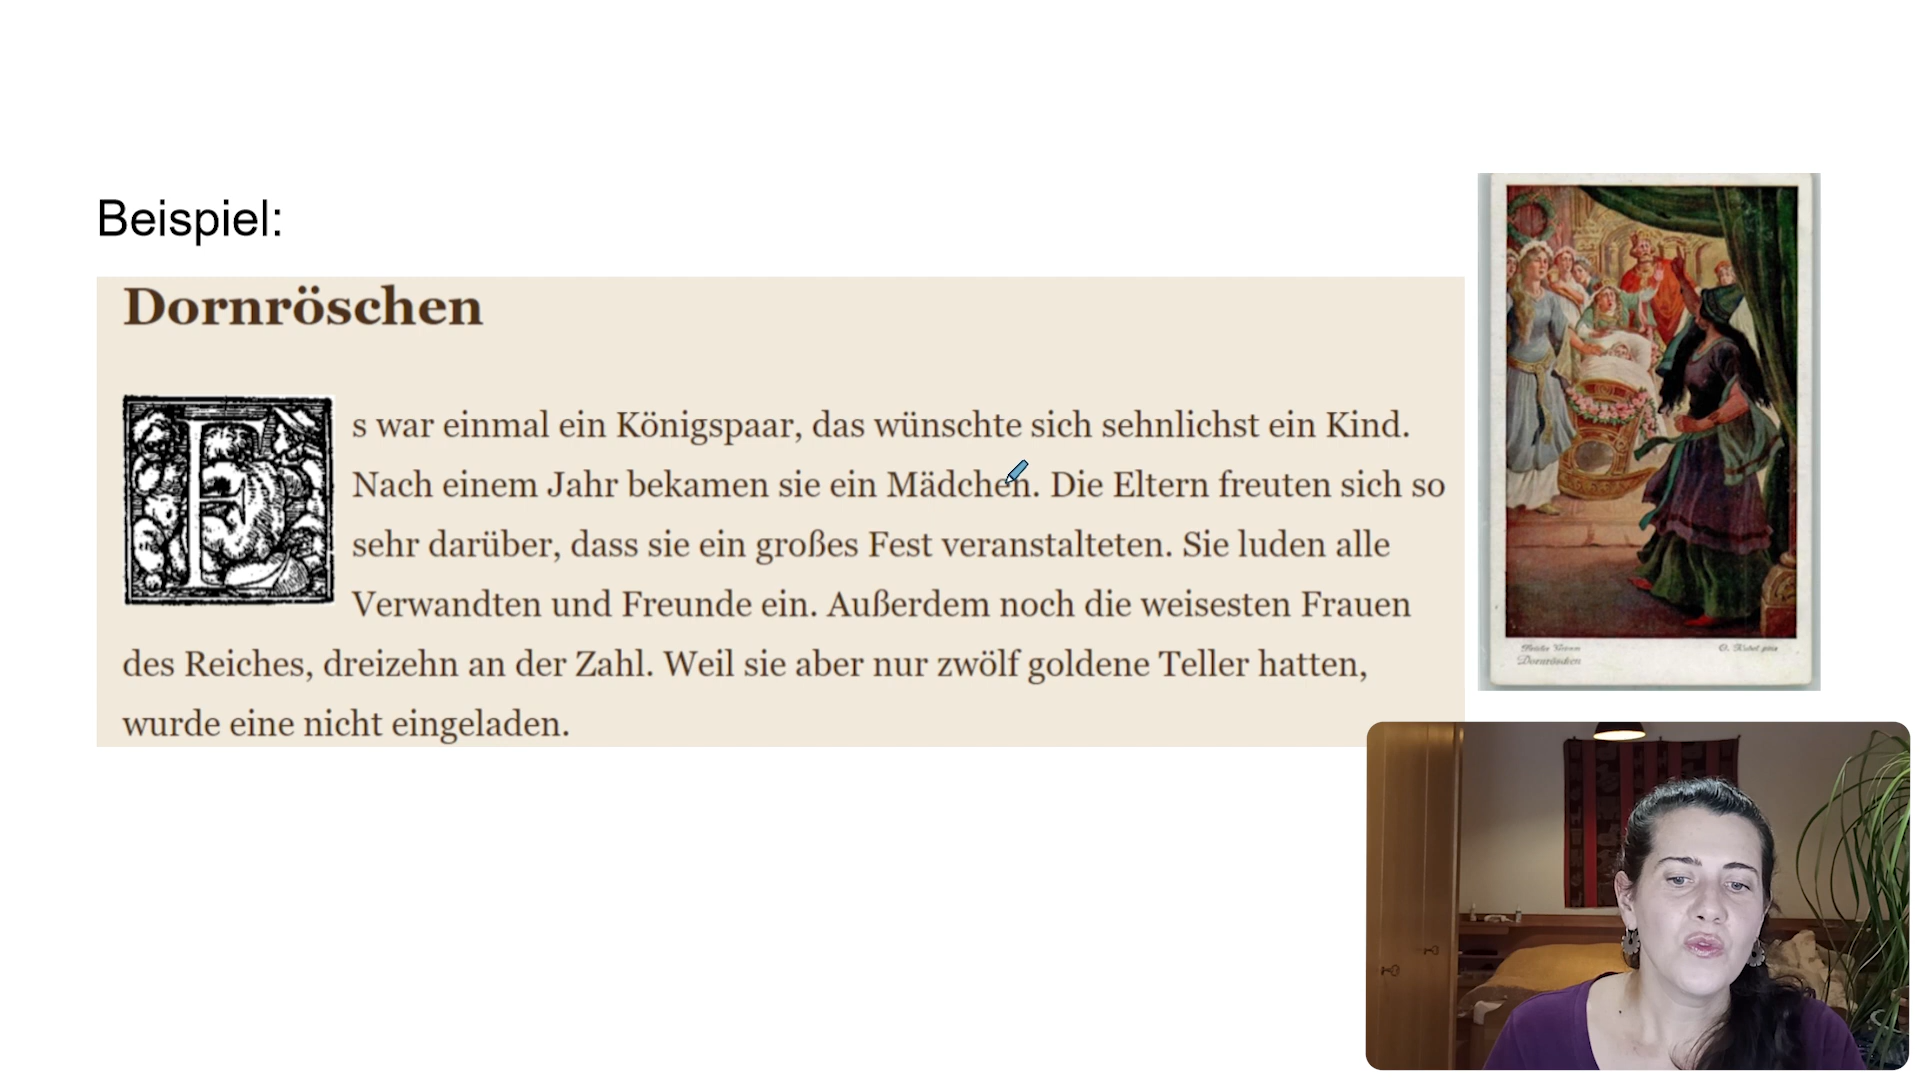 Beispiel:
Dornröschen
Es war einmal ein Königspaar, das wünschte sich sehnlichst ein Kind.
Nach einem Jahr bekamen sie ein Mädchen. Die Eltern freuten sich so
sehr darüber, dass sie ein großes Fest veranstalteten. Sie luden alle
Verwandten und Freunde ein. Außerdem noch die weisesten Frauen
des Reiches, dreizehn an der Zahl. Weil sie aber nur zwölf goldene Teller hatten,
wurde eine nicht eingeladen.
Dornröschen